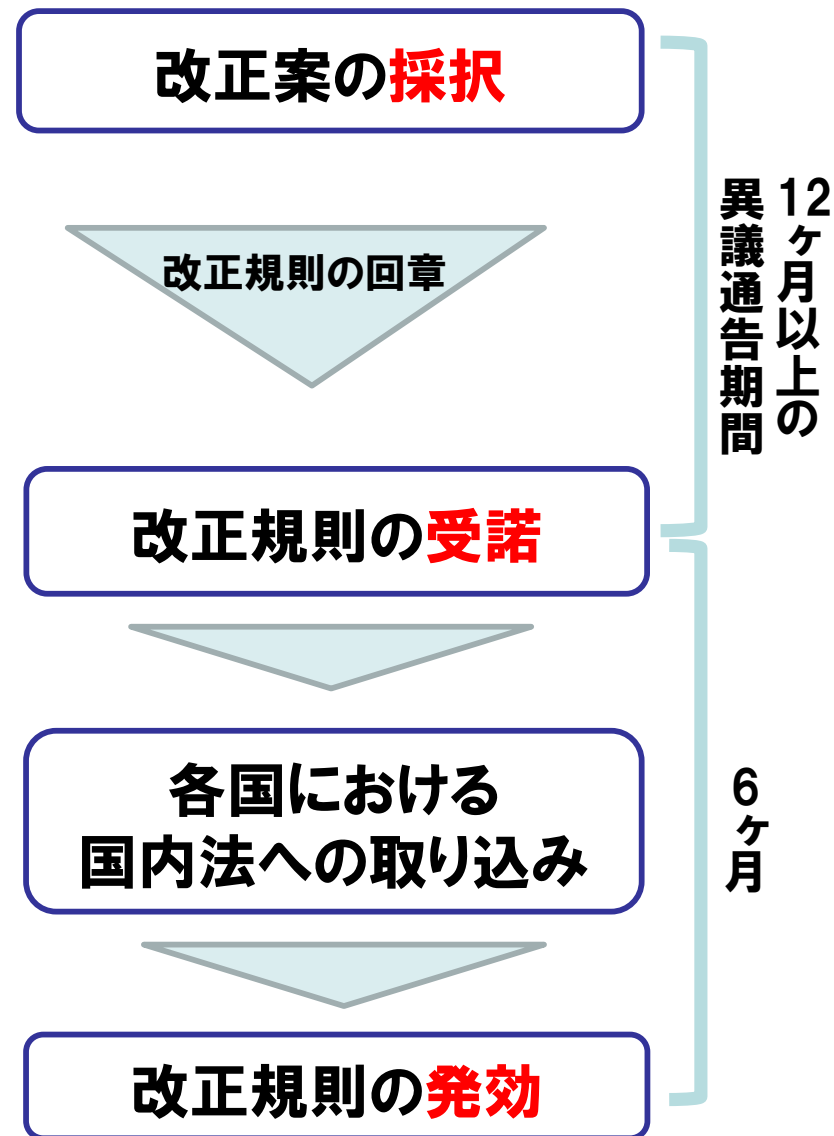 改正案の採択
改正規則の回章
12ヶ月以上の
異議通告期間
改正規則の受諾
各国における
国内法への取り込み
6ヶ月
改正規則の発効